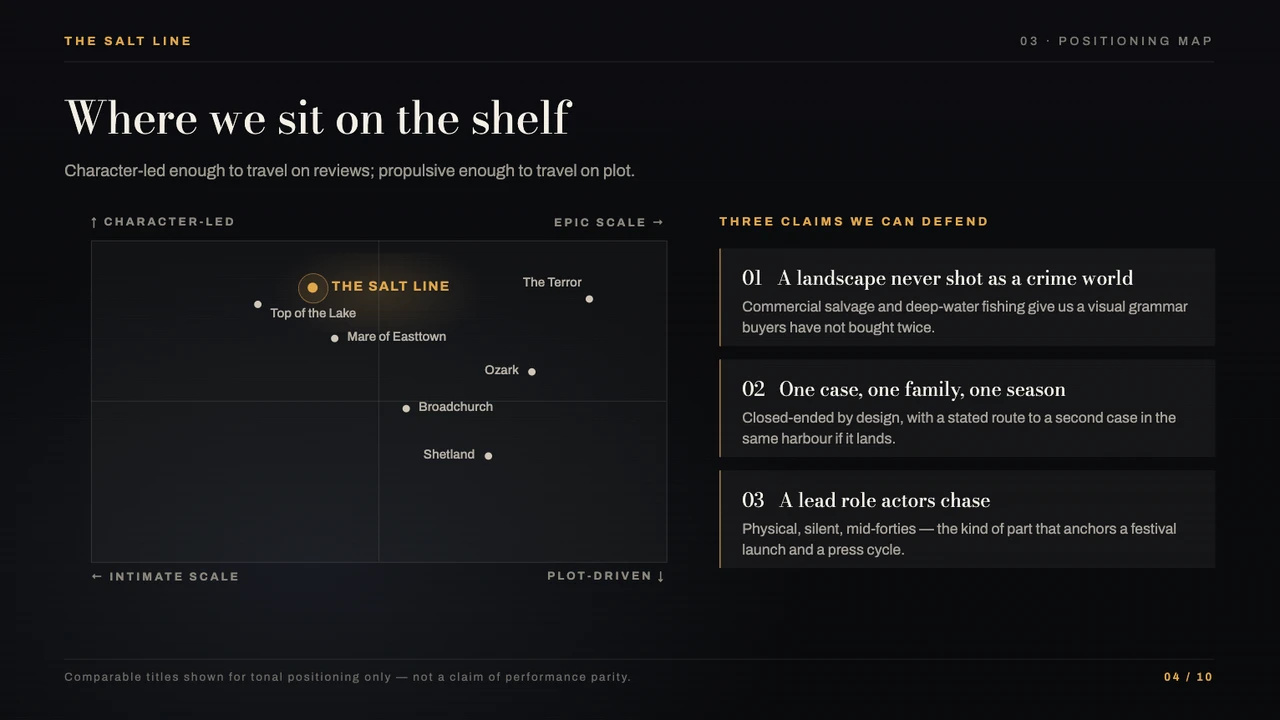 THE SALT LINE
03 · POSITIONING MAP
Where we sit on the shelf
Character-led enough to travel on reviews; propulsive enough to travel on plot.
↑ CHARACTER-LED
EPIC SCALE →
THE SALT LINE
The Terror
Top of the Lake
Mare of Easttown
Ozark
Broadchurch
Shetland
← INTIMATE SCALE
PLOT-DRIVEN ↓
THREE CLAIMS WE CAN DEFEND
01 A landscape never shot as a crime world
Commercial salvage and deep-water fishing give us a visual grammar
buyers have not bought twice.
02 One case, one family, one season
Closed-ended by design, with a stated route to a second case in the
same harbour if it lands.
03 A lead role actors chase
Physical, silent, mid-forties — the kind of part that anchors a festival
launch and a press cycle.
Comparable titles shown for tonal positioning only — not a claim of performance parity.
04 / 10